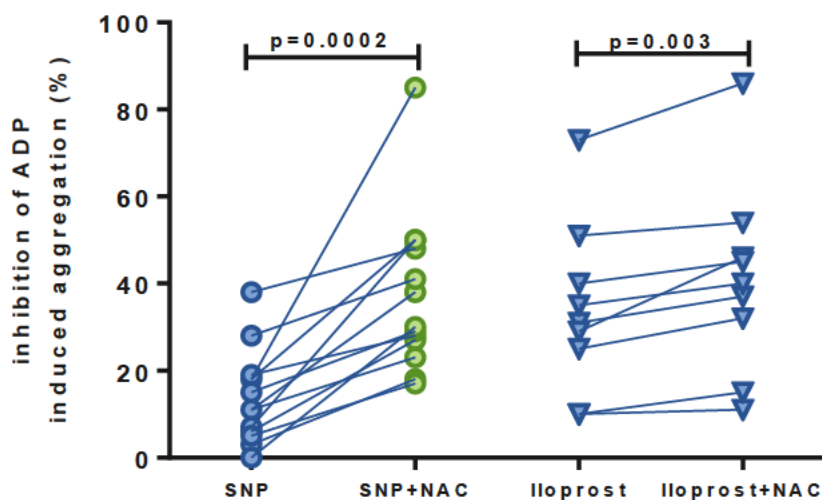 inhibition of ADP
induced aggregation (%)
100
80
60
40
20
0
p=0.0002
p=0.003
SNP
SNP+NAC
Iloprost
Iloprost+NAC